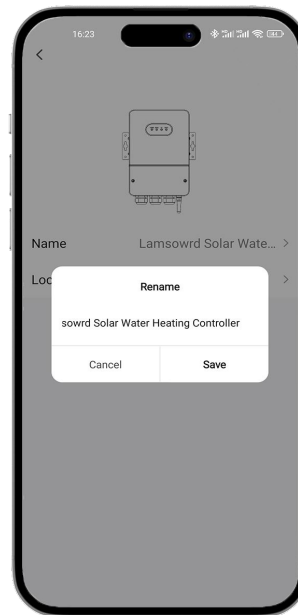 16:23
Name Lamsowrd Solar Wate...
Loc
Rename
sowrd Solar Water Heating Controller
Cancel Save